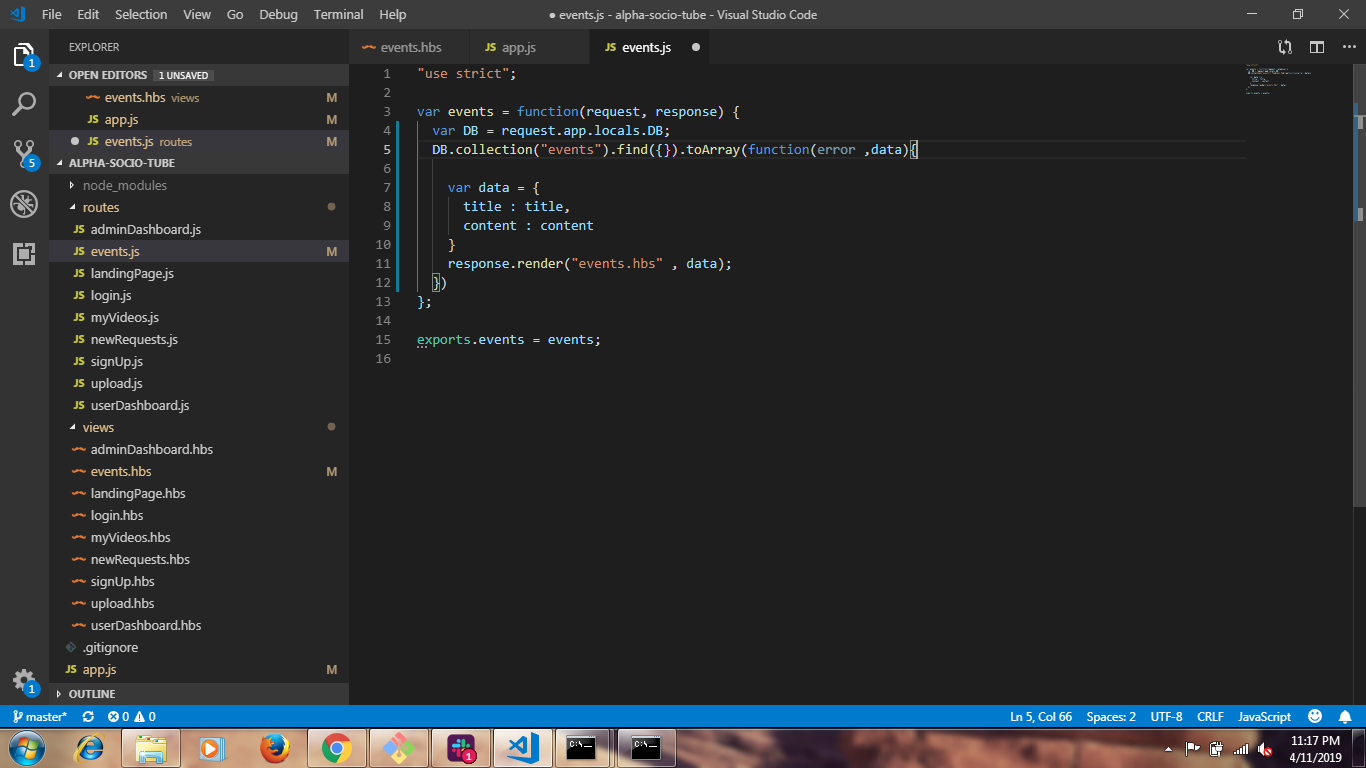 File Edit Selection View Go Debug Terminal Help
● events.js - alpha-socio-tube - Visual Studio Code
EXPLORER
OPEN EDITORS 1 UNSAVED
events.hbs views M
JS app.js M
● JS events.js routes M
ALPHA-SOCIO-TUBE
node_modules
routes
JS adminDashboard.js
JS events.js M
JS landingPage.js
JS login.js
JS myVideos.js
JS newRequests.js
JS signUp.js
JS upload.js
JS userDashboard.js
views
adminDashboard.hbs
events.hbs M
landingPage.hbs
login.hbs
myVideos.hbs
newRequests.hbs
signUp.hbs
upload.hbs
userDashboard.hbs
.gitignore
JS app.js M
OUTLINE
1
5
1
events.hbs JS app.js JS events.js ●
1 "use strict";
2
3 var events = function(request, response) {
4 var DB = request.app.locals.DB;
5 DB.collection("events").find({}).toArray(function(error ,data){
6
7 var data = {
8 title : title,
9 content : content
10 }
11 response.render("events.hbs" , data);
12 })
13 };
14
15 exports.events = events;
16
master* 0 0
Ln 5, Col 66 Spaces: 2 UTF-8 CRLF JavaScript
1
C:\_
C:\_
11:17 PM
4/11/2019